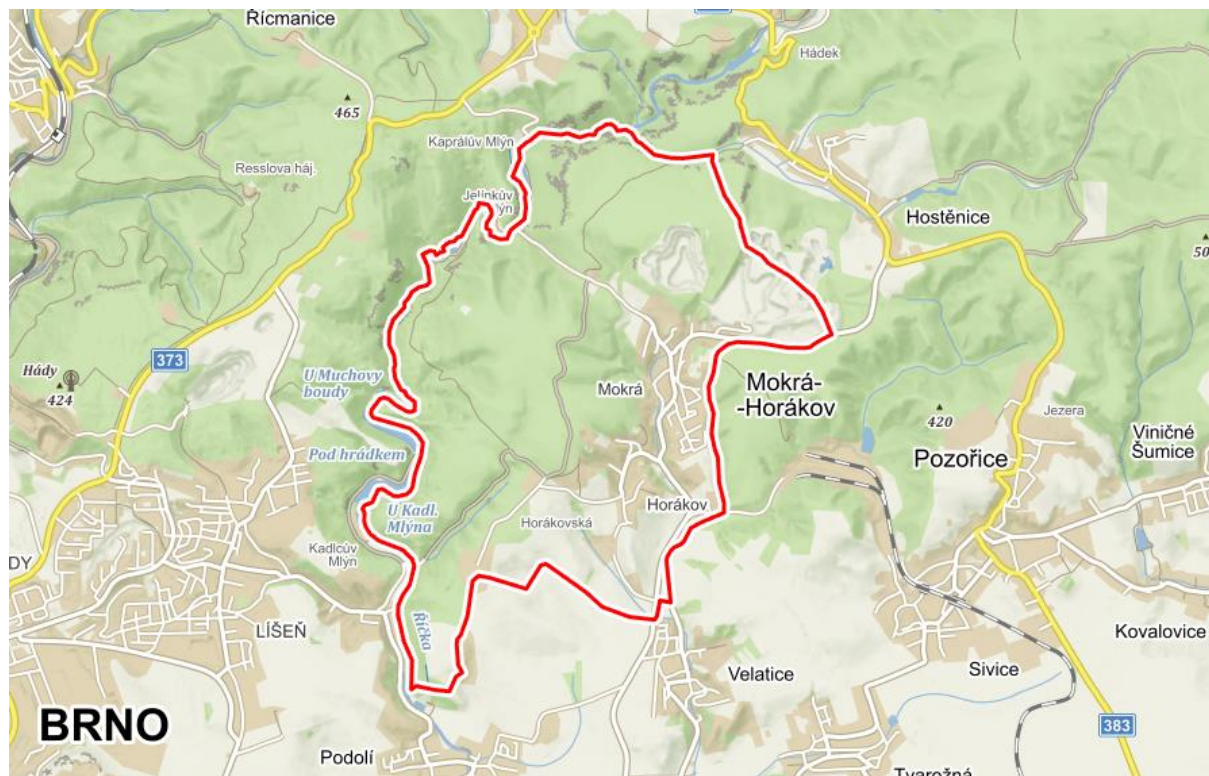 Řícmanice
Hádek
465
Kaprálův Mlýn
Resslova háj.
Jelínkův
Mlýn
Hostěnice
50
373
Hády
424
U Muchovy
boudy
Mokrá
Mokrá-
-Horákov
420
Jezera
Viničné
Šumice
Pod hrádkem
Pozořice
U Kadl.
Mlýna
Horákov
Horákovská
Kadlcův
Mlýn
DY
LÍŠEŇ
Říčka
Kovalovice
Velatice
Sivice
BRNO
383
Podolí
Tvarožná